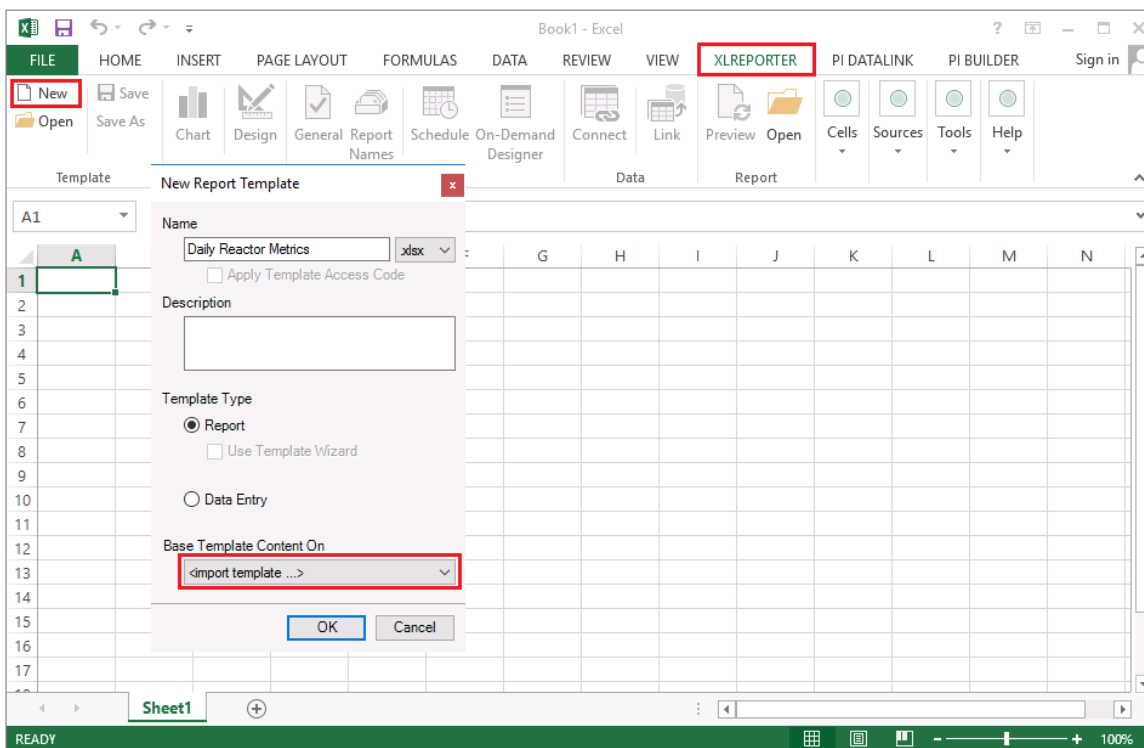 Book1 - Excel
FILE HOME INSERT PAGE LAYOUT FORMULAS DATA REVIEW VIEW XLREPORTER PI DATALINK PI BUILDER Sign in
New Save
Open Save As
Chart Design General Report Names Schedule On-Demand Designer Connect Link Preview Open Cells Sources Tools Help
Template Data Report
New Report Template
A1
Name
Daily Reactor Metrics .xlsx
Apply Template Access Code
Description
Template Type
Report
Use Template Wizard
Data Entry
Base Template Content On
<import template ...>
OK Cancel
A G H I J K L M N
1
2
3
4
5
6
7
8
9
10
11
12
13
14
15
16
17
Sheet1
READY 100%